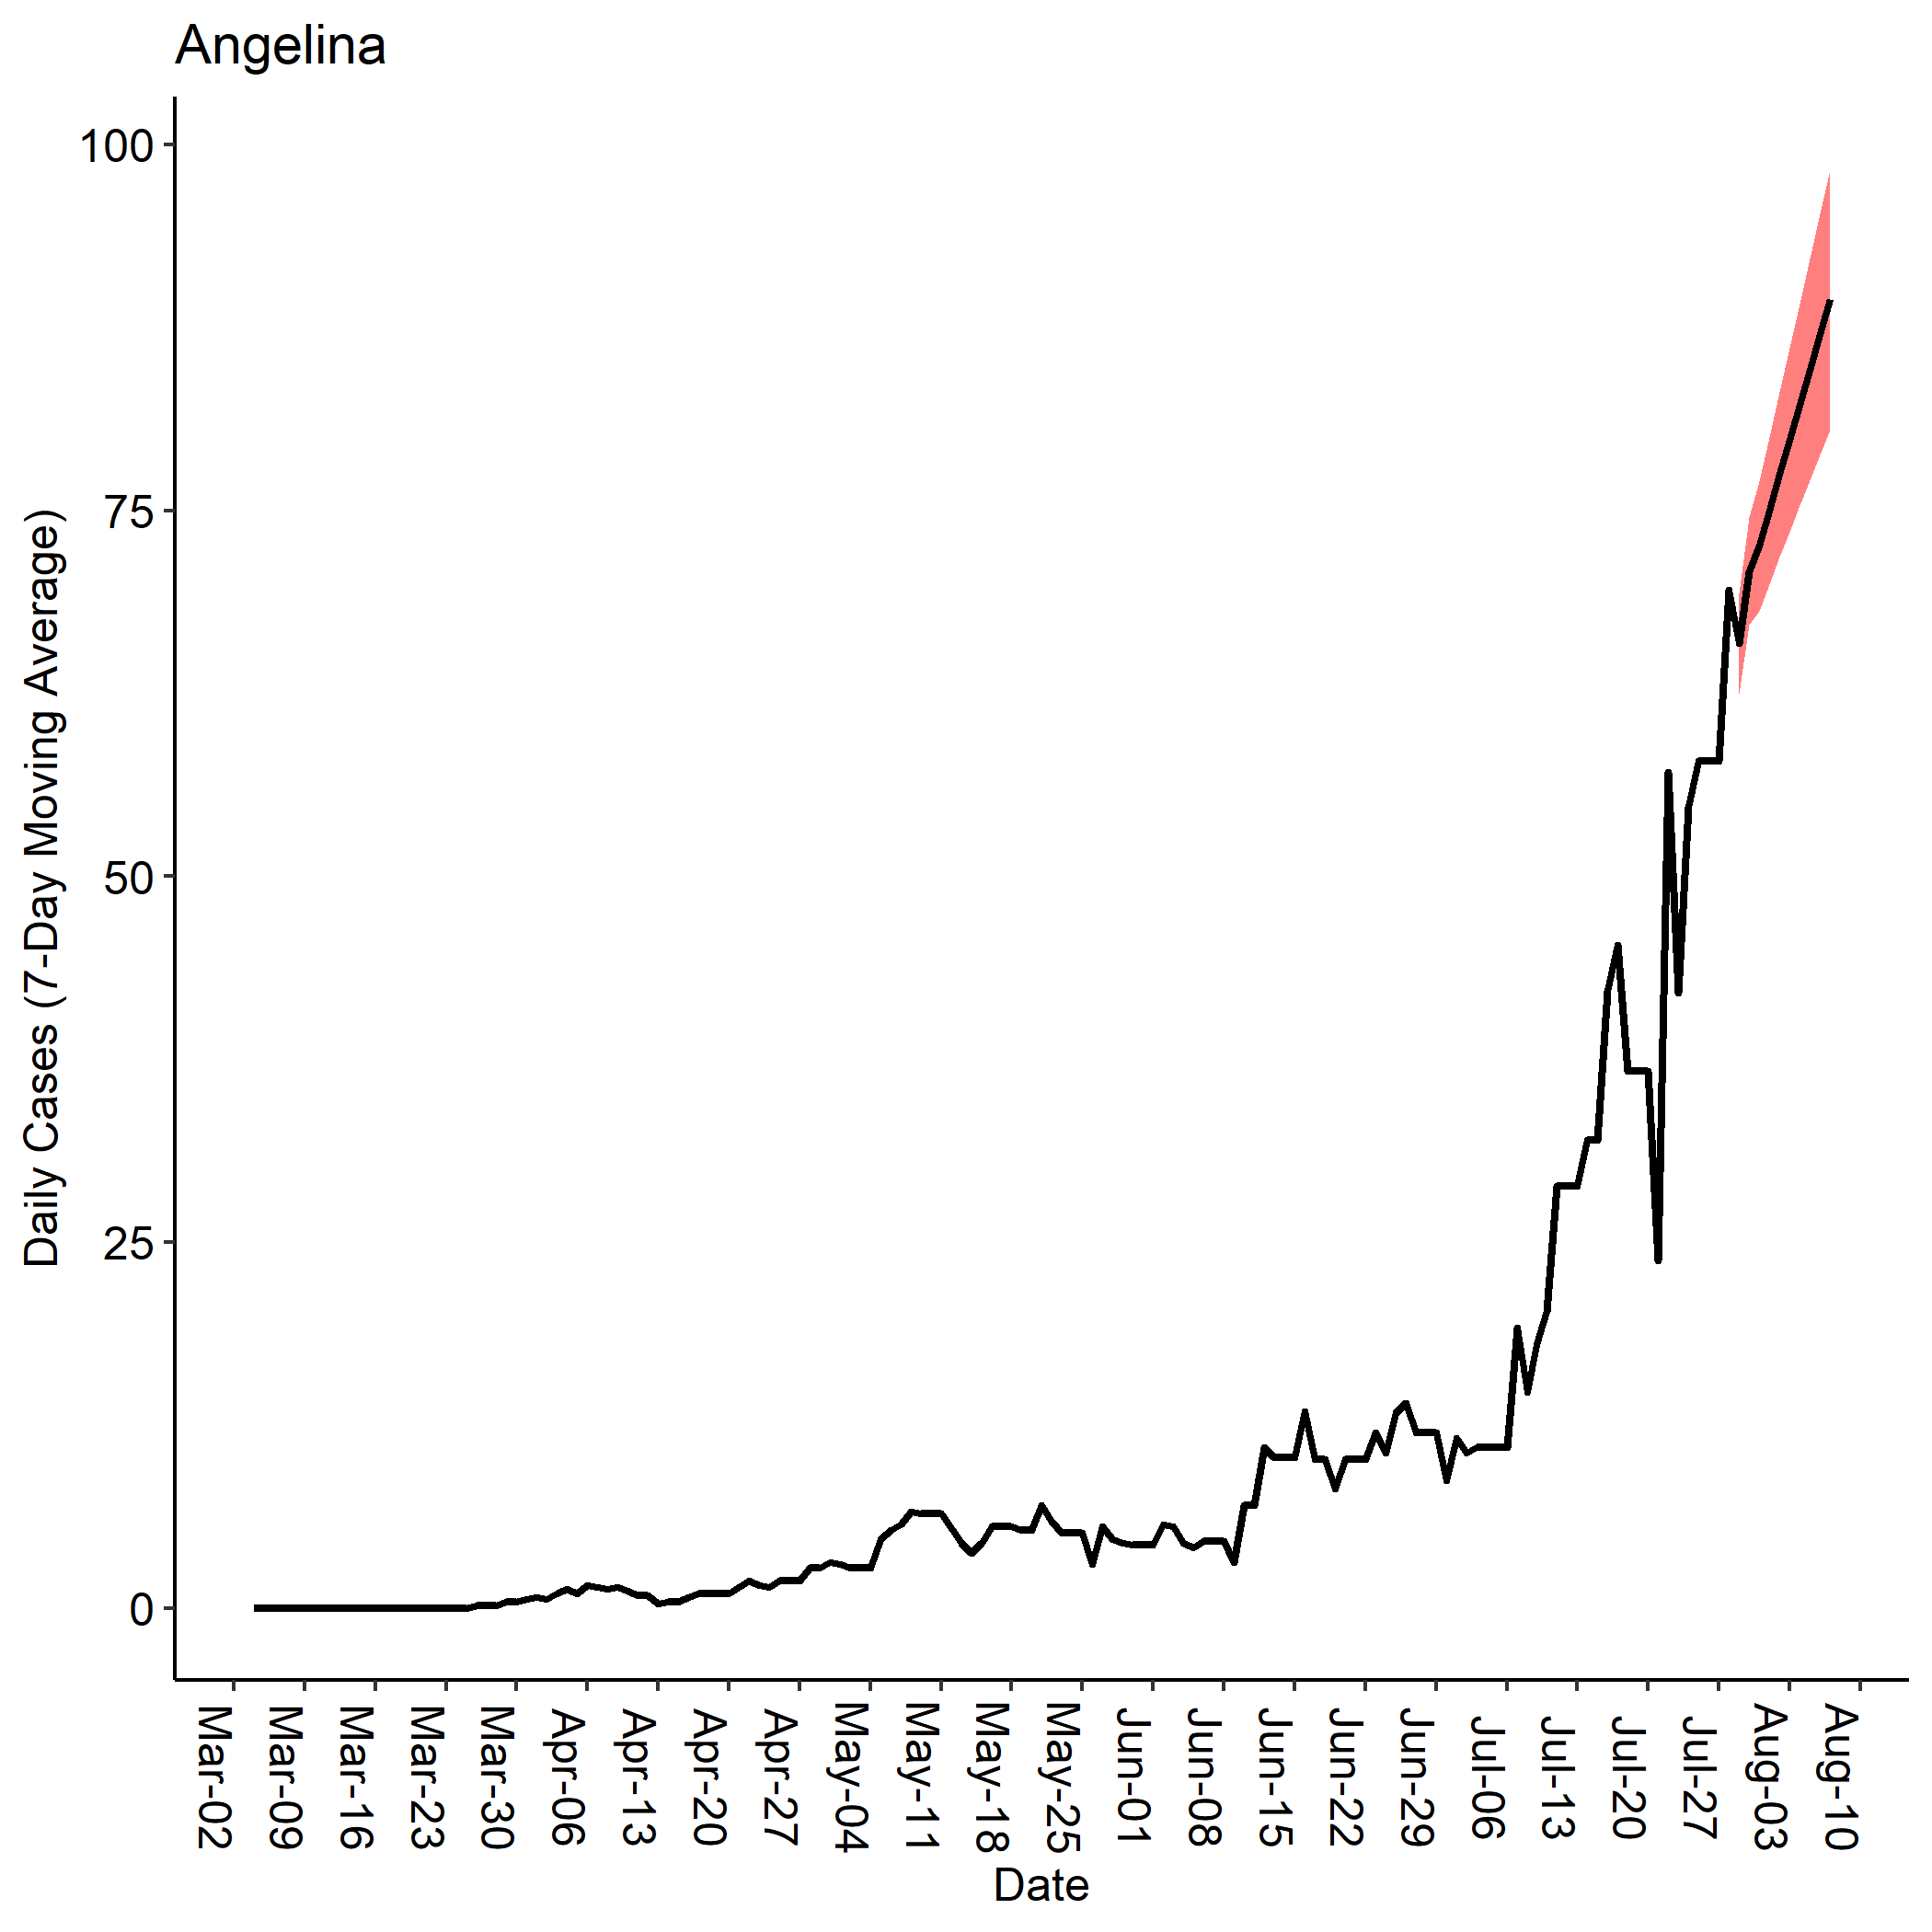 Angelina
Daily Cases (7-Day Moving Average)
100
75
50
25
0
Mar-02
Mar-09
Mar-16
Mar-23
Mar-30
Apr-06
Apr-13
Apr-20
Apr-27
May-04
May-11
May-18
May-25
Jun-01
Jun-08
Jun-15
Jun-22
Jun-29
Jul-06
Jul-13
Jul-20
Jul-27
Aug-03
Aug-10
Date